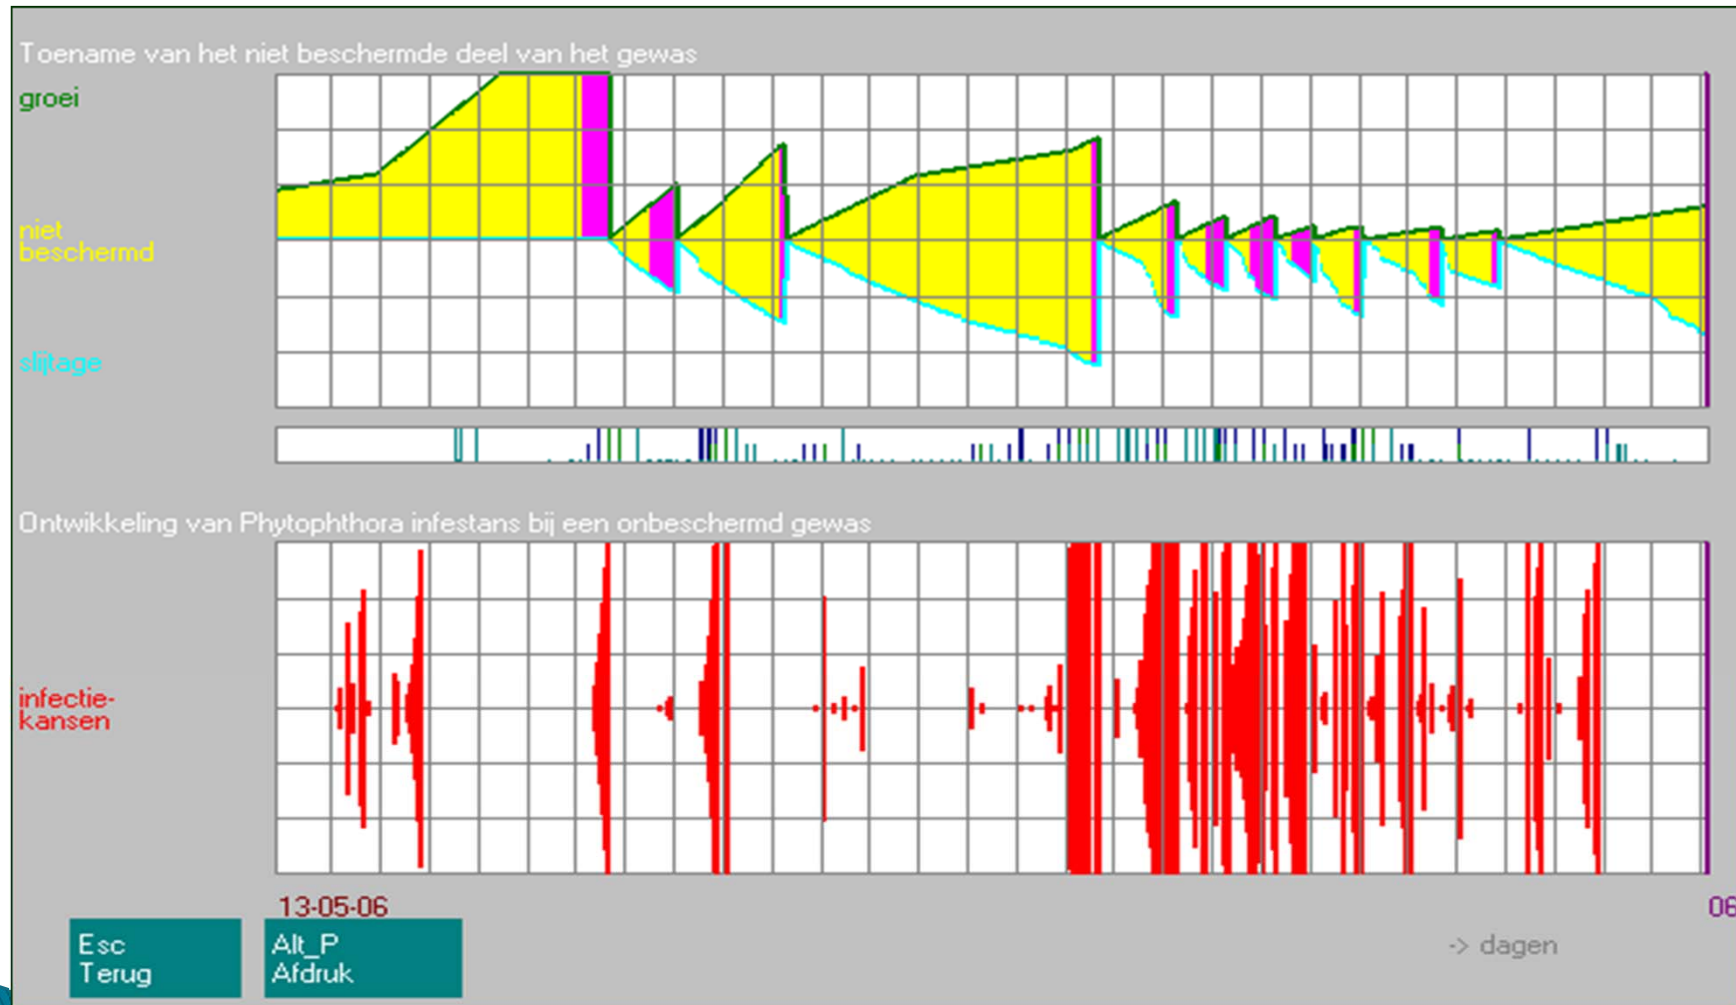 Toename van het niet beschermde deel van het gewas
groei
niet
beschermd
slijtage
Ontwikkeling van Phytophthora infestans bij een onbeschermd gewas
infectie-
kansen
13-05-06
06
-> dagen
Esc
Terug
Alt_P
Afdruk